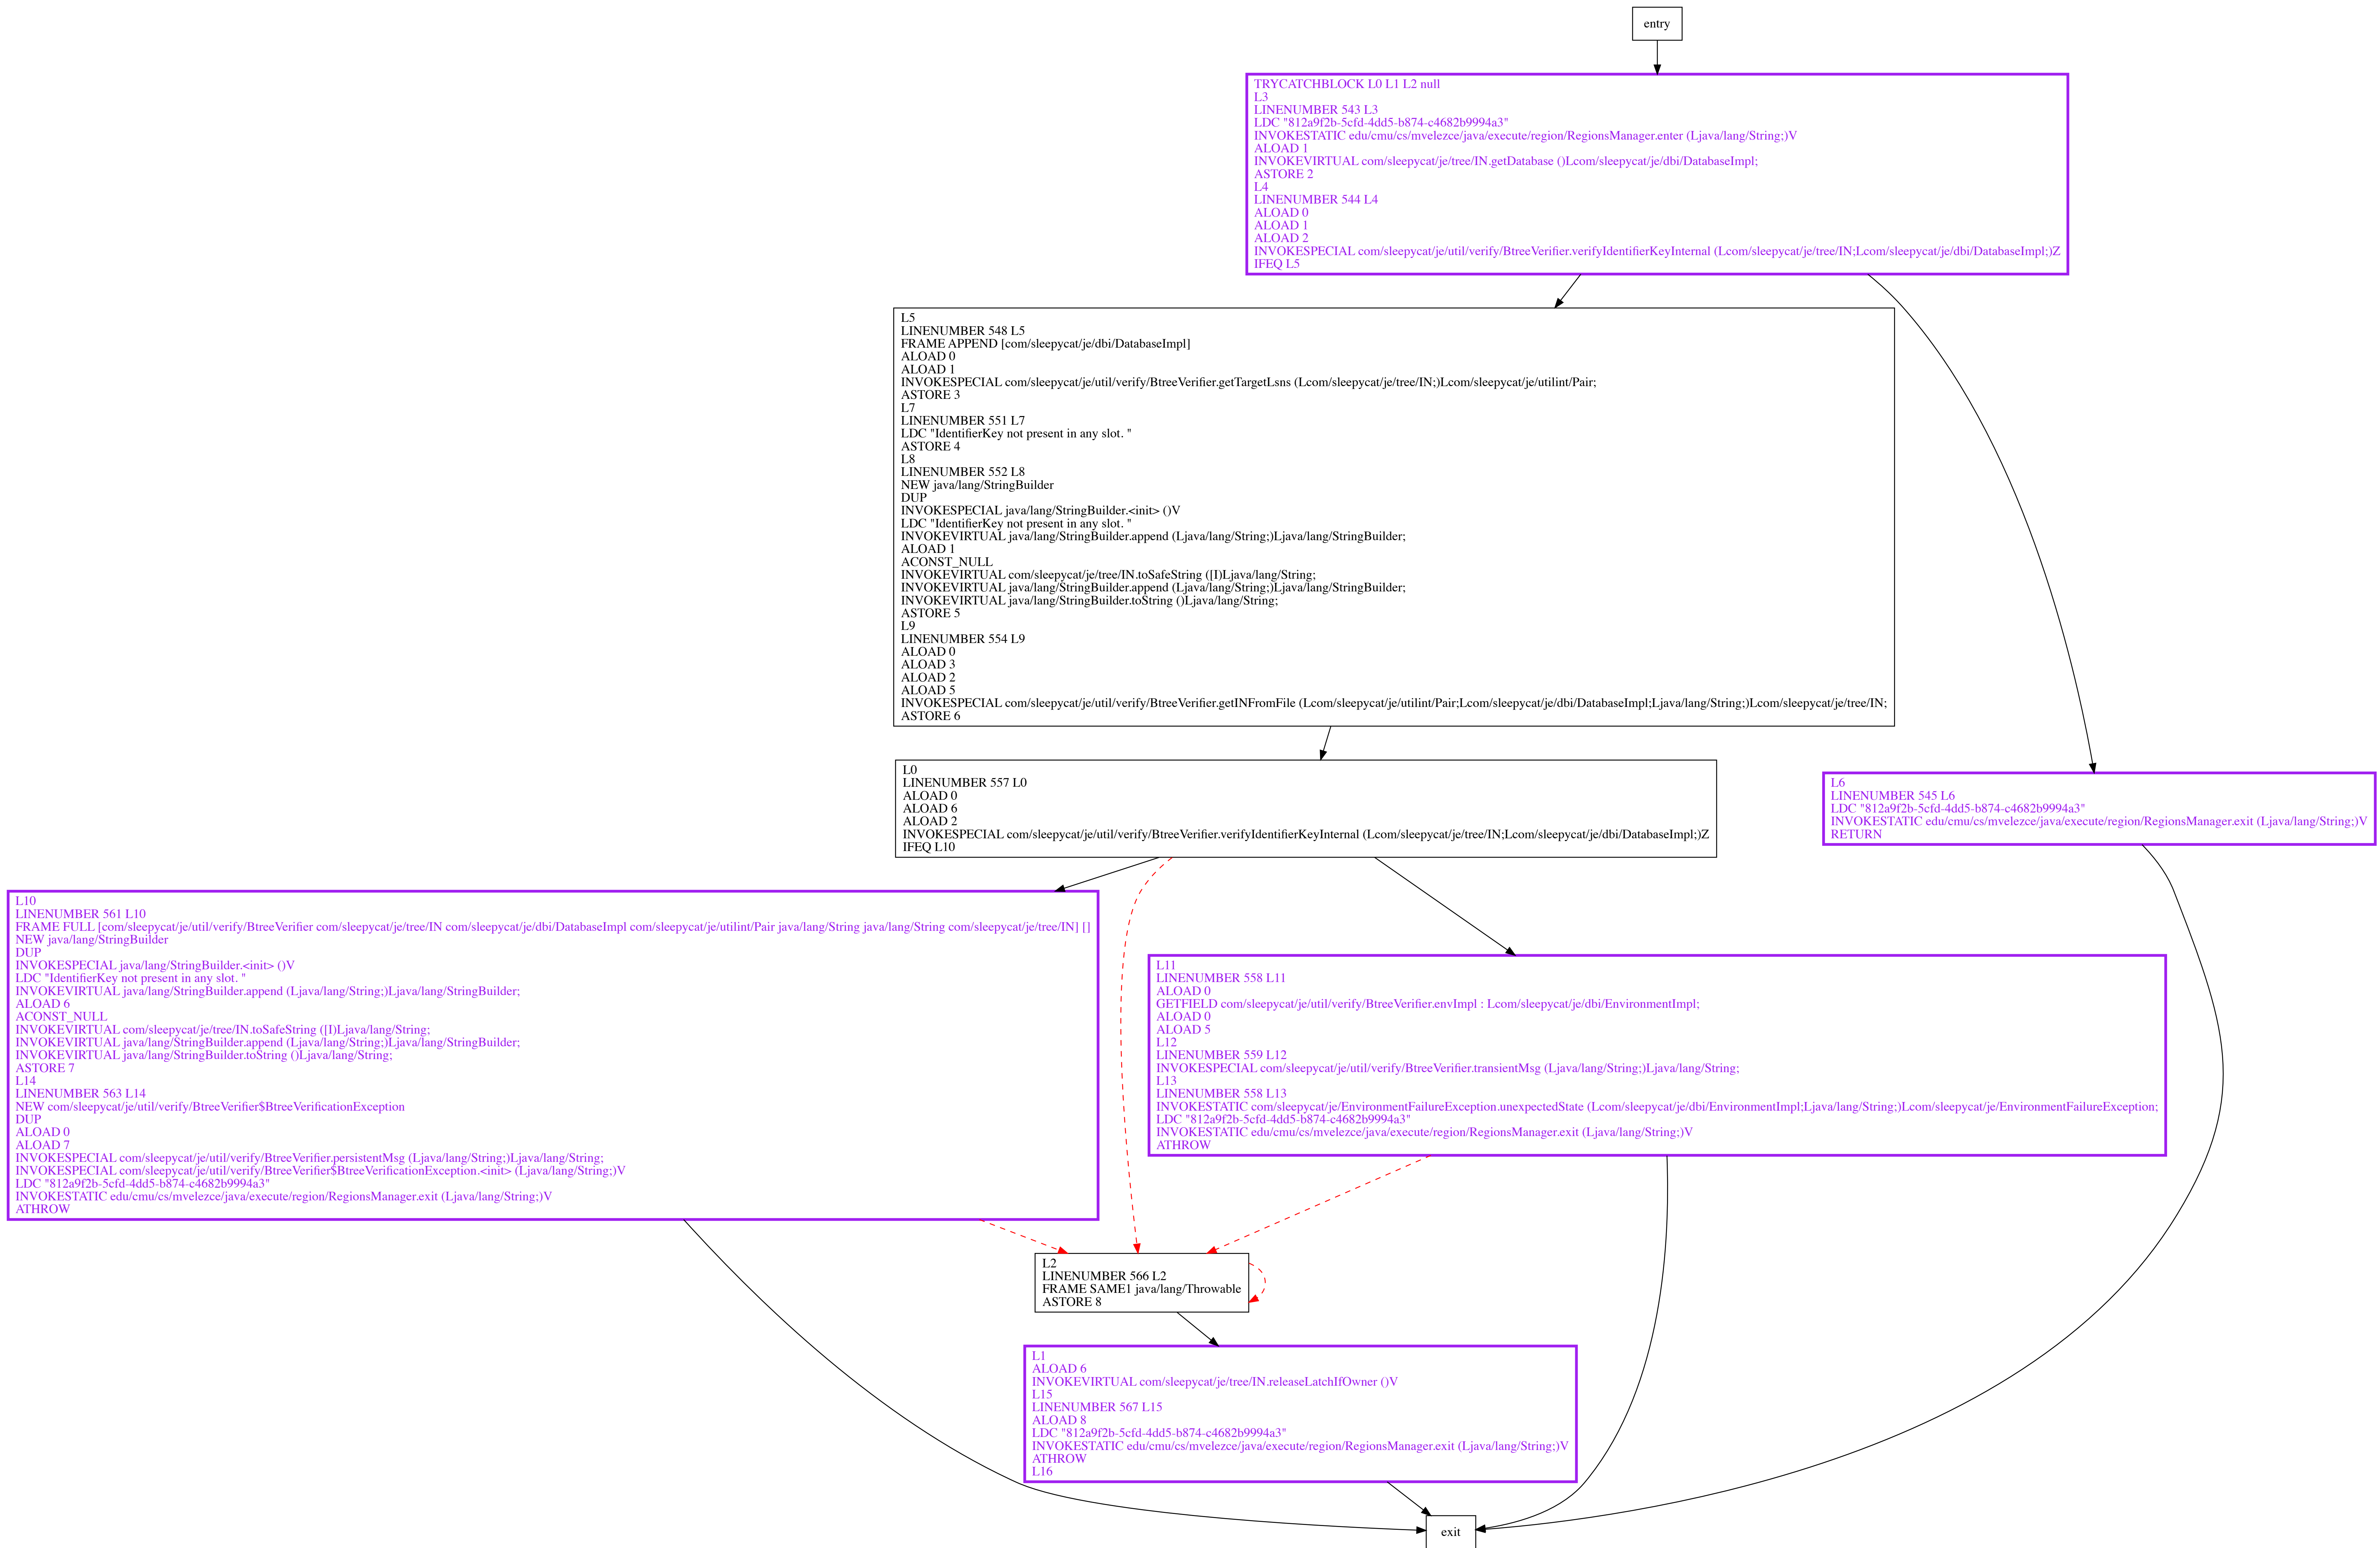 entry
TRYCATCHBLOCK L0 L1 L2 null
L3
LINENUMBER 543 L3
LDC "812a9f2b-5cfd-4dd5-b874-c4682b9994a3"
INVOKESTATIC edu/cmu/cs/mvelezce/java/execute/region/RegionsManager.enter (Ljava/lang/String;)V
ALOAD 1
INVOKEVIRTUAL com/sleepycat/je/tree/IN.getDatabase ()Lcom/sleepycat/je/dbi/DatabaseImpl;
ASTORE 2
L4
LINENUMBER 544 L4
ALOAD 0
ALOAD 1
ALOAD 2
INVOKESPECIAL com/sleepycat/je/util/verify/BtreeVerifier.verifyIdentifierKeyInternal (Lcom/sleepycat/je/tree/IN;Lcom/sleepycat/je/dbi/DatabaseImpl;)Z
IFEQ L5
L5
LINENUMBER 548 L5
FRAME APPEND [com/sleepycat/je/dbi/DatabaseImpl]
ALOAD 0
ALOAD 1
INVOKESPECIAL com/sleepycat/je/util/verify/BtreeVerifier.getTargetLsns (Lcom/sleepycat/je/tree/IN;)Lcom/sleepycat/je/utilint/Pair;
ASTORE 3
L7
LINENUMBER 551 L7
LDC "IdentifierKey not present in any slot. "
ASTORE 4
L8
LINENUMBER 552 L8
NEW java/lang/StringBuilder
DUP
INVOKESPECIAL java/lang/StringBuilder.<init> ()V
LDC "IdentifierKey not present in any slot. "
INVOKEVIRTUAL java/lang/StringBuilder.append (Ljava/lang/String;)Ljava/lang/StringBuilder;
ALOAD 1
ACONST_NULL
INVOKEVIRTUAL com/sleepycat/je/tree/IN.toSafeString ([I)Ljava/lang/String;
INVOKEVIRTUAL java/lang/StringBuilder.append (Ljava/lang/String;)Ljava/lang/StringBuilder;
INVOKEVIRTUAL java/lang/StringBuilder.toString ()Ljava/lang/String;
ASTORE 5
L9
LINENUMBER 554 L9
ALOAD 0
ALOAD 3
ALOAD 2
ALOAD 5
INVOKESPECIAL com/sleepycat/je/util/verify/BtreeVerifier.getINFromFile (Lcom/sleepycat/je/utilint/Pair;Lcom/sleepycat/je/dbi/DatabaseImpl;Ljava/lang/String;)Lcom/sleepycat/je/tree/IN;
ASTORE 6
L0
LINENUMBER 557 L0
ALOAD 0
ALOAD 6
ALOAD 2
INVOKESPECIAL com/sleepycat/je/util/verify/BtreeVerifier.verifyIdentifierKeyInternal (Lcom/sleepycat/je/tree/IN;Lcom/sleepycat/je/dbi/DatabaseImpl;)Z
IFEQ L10
L6
LINENUMBER 545 L6
LDC "812a9f2b-5cfd-4dd5-b874-c4682b9994a3"
INVOKESTATIC edu/cmu/cs/mvelezce/java/execute/region/RegionsManager.exit (Ljava/lang/String;)V
RETURN
L10
LINENUMBER 561 L10
FRAME FULL [com/sleepycat/je/util/verify/BtreeVerifier com/sleepycat/je/tree/IN com/sleepycat/je/dbi/DatabaseImpl com/sleepycat/je/utilint/Pair java/lang/String java/lang/String com/sleepycat/je/tree/IN] []
NEW java/lang/StringBuilder
DUP
INVOKESPECIAL java/lang/StringBuilder.<init> ()V
LDC "IdentifierKey not present in any slot. "
INVOKEVIRTUAL java/lang/StringBuilder.append (Ljava/lang/String;)Ljava/lang/StringBuilder;
ALOAD 6
ACONST_NULL
INVOKEVIRTUAL com/sleepycat/je/tree/IN.toSafeString ([I)Ljava/lang/String;
INVOKEVIRTUAL java/lang/StringBuilder.append (Ljava/lang/String;)Ljava/lang/StringBuilder;
INVOKEVIRTUAL java/lang/StringBuilder.toString ()Ljava/lang/String;
ASTORE 7
L14
LINENUMBER 563 L14
NEW com/sleepycat/je/util/verify/BtreeVerifier$BtreeVerificationException
DUP
ALOAD 0
ALOAD 7
INVOKESPECIAL com/sleepycat/je/util/verify/BtreeVerifier.persistentMsg (Ljava/lang/String;)Ljava/lang/String;
INVOKESPECIAL com/sleepycat/je/util/verify/BtreeVerifier$BtreeVerificationException.<init> (Ljava/lang/String;)V
LDC "812a9f2b-5cfd-4dd5-b874-c4682b9994a3"
INVOKESTATIC edu/cmu/cs/mvelezce/java/execute/region/RegionsManager.exit (Ljava/lang/String;)V
ATHROW
L11
LINENUMBER 558 L11
ALOAD 0
GETFIELD com/sleepycat/je/util/verify/BtreeVerifier.envImpl : Lcom/sleepycat/je/dbi/EnvironmentImpl;
ALOAD 0
ALOAD 5
L12
LINENUMBER 559 L12
INVOKESPECIAL com/sleepycat/je/util/verify/BtreeVerifier.transientMsg (Ljava/lang/String;)Ljava/lang/String;
L13
LINENUMBER 558 L13
INVOKESTATIC com/sleepycat/je/EnvironmentFailureException.unexpectedState (Lcom/sleepycat/je/dbi/EnvironmentImpl;Ljava/lang/String;)Lcom/sleepycat/je/EnvironmentFailureException;
LDC "812a9f2b-5cfd-4dd5-b874-c4682b9994a3"
INVOKESTATIC edu/cmu/cs/mvelezce/java/execute/region/RegionsManager.exit (Ljava/lang/String;)V
ATHROW
L2
LINENUMBER 566 L2
FRAME SAME1 java/lang/Throwable
ASTORE 8
L1
ALOAD 6
INVOKEVIRTUAL com/sleepycat/je/tree/IN.releaseLatchIfOwner ()V
L15
LINENUMBER 567 L15
ALOAD 8
LDC "812a9f2b-5cfd-4dd5-b874-c4682b9994a3"
INVOKESTATIC edu/cmu/cs/mvelezce/java/execute/region/RegionsManager.exit (Ljava/lang/String;)V
ATHROW
L16
exit